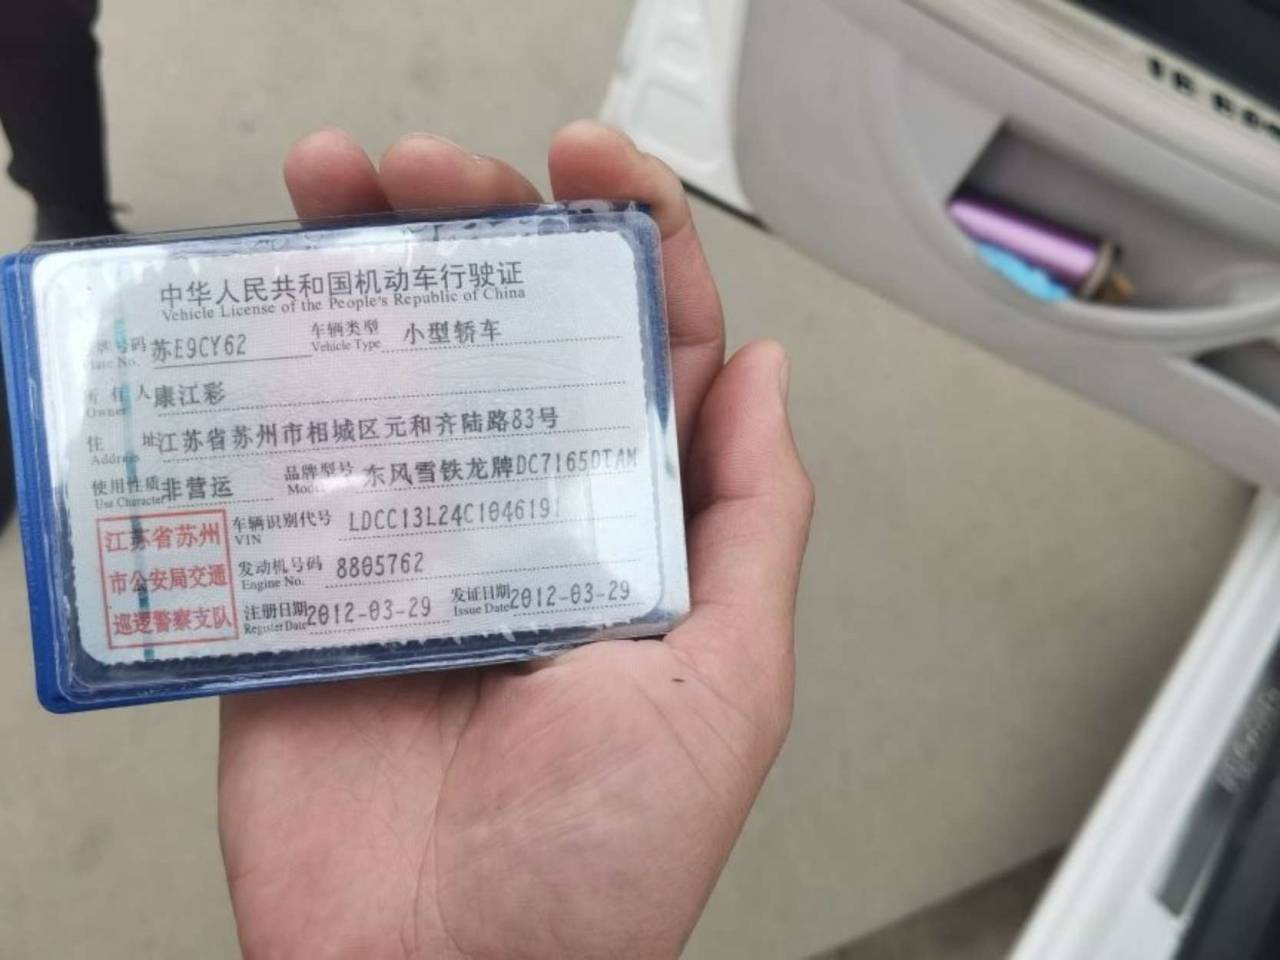 中华人民共和国机动车行驶证
Vehicle License of the People's Republic of China
牌号码 苏E9CY62 车辆类型 小型轿车
Plate No. Vehicle Type
所有人 康江彩
Owner
住 址 江苏省苏州市相城区元和齐陆路83号
Address
使用性质 非营运 品牌型号 东风雪铁龙牌DC7165DTAM
Use Character
江苏省苏州
市公安局交通
巡逻警察支队
车辆识别代号 LDCC13L24C1046191
VIN
发动机号码 8805762
Engine No.
注册日期 2012-03-29 发证日期 2012-03-29
Register Date Issue Date